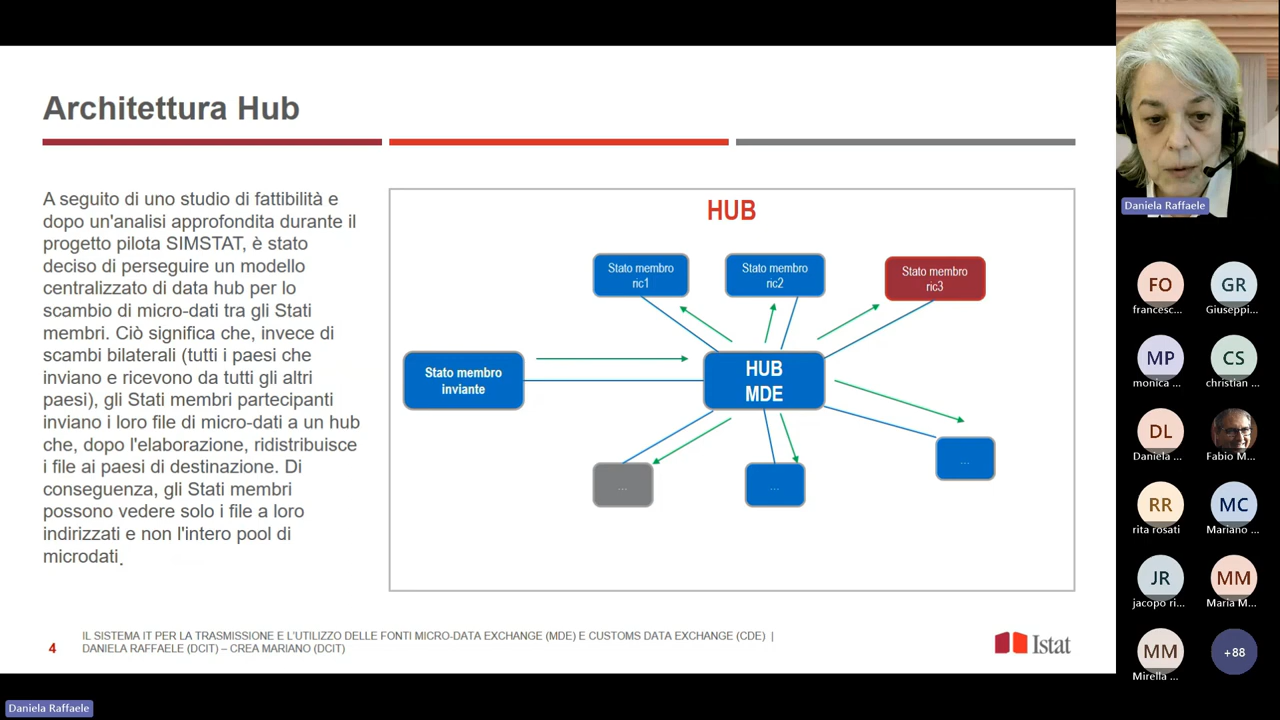 Architettura Hub
A seguito di uno studio di fattibilità e
dopo un'analisi approfondita durante il
progetto pilota SIMSTAT, è stato
deciso di perseguire un modello
centralizzato di data hub per lo
scambio di micro-dati tra gli Stati
membri. Ciò significa che, invece di
scambi bilaterali (tutti i paesi che
inviano e ricevono da tutti gli altri
paesi), gli Stati membri partecipanti
inviano i loro file di micro-dati a un hub
che, dopo l'elaborazione, ridistribuisce
i file ai paesi di destinazione. Di
conseguenza, gli Stati membri
possono vedere solo i file a loro
indirizzati e non l'intero pool di
microdati.
HUB
Stato membro
ric1
Stato membro
ric2
Stato membro
ric3
Stato membro
inviante
HUB
MDE
...
...
...
4
IL SISTEMA IT PER LA TRASMISSIONE E L'UTILIZZO DELLE FONTI MICRO-DATA EXCHANGE (MDE) E CUSTOMS DATA EXCHANGE (CDE) |
DANIELA RAFFAELE (DCIT) – CREA MARIANO (DCIT)
Istat
Daniela Raffaele
FO
francesc...
GR
Giuseppi...
MP
monica ...
CS
christian ...
DL
Daniela ...
Fabio M...
RR
rita rosati
MC
Mariano ...
JR
jacopo ri...
MM
Maria M...
MM
Mirella ...
+88
Daniela Raffaele